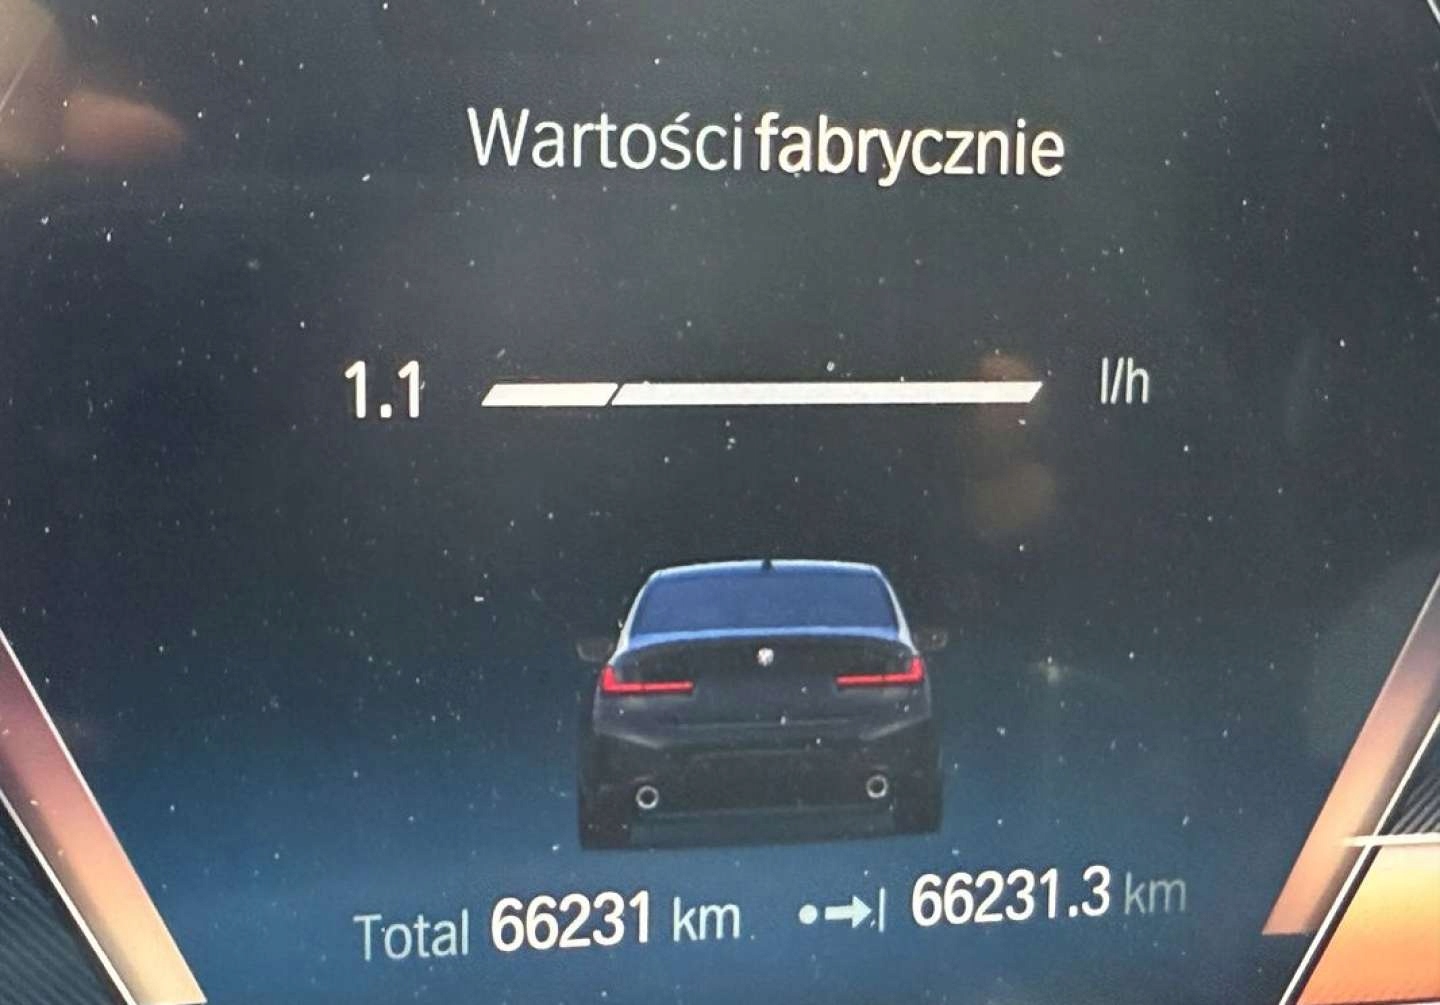 Wartości fabrycznie
1.1 l/h
Total 66231 km 66231.3 km